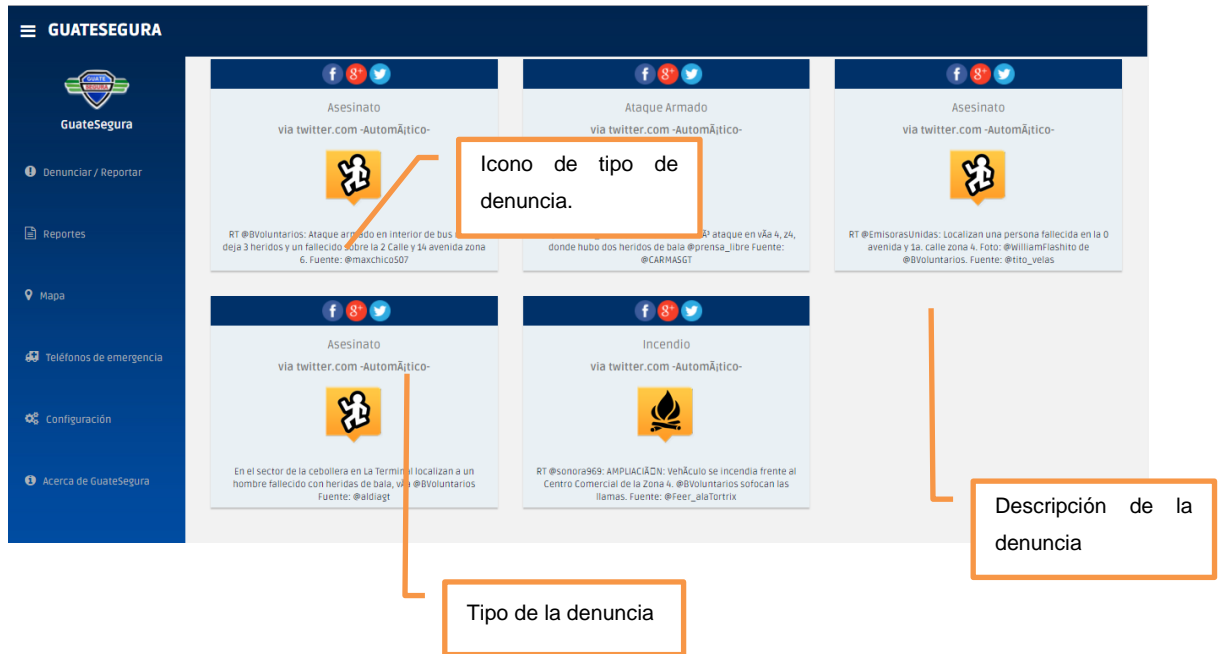 GUATESEGURA
GUATE
SEGURA
GuateSegura
Denunciar / Reportar
Reportes
Mapa
Teléfonos de emergencia
Configuración
Acerca de GuateSegura
Asesinato
via twitter.com -AutomÃ¡tico-
RT @BVoluntarios: Ataque armado en interior de bus
deja 3 heridos y un fallecido sobre la 2 Calle y 14 avenida zona
6. Fuente: @maxchico507
Ataque Armado
via twitter.com -AutomÃ¡tico-
Ãº ataque en vÃa 4, z4,
donde hubo dos heridos de bala @prensa_libre Fuente:
@CARMASGT
Asesinato
via twitter.com -AutomÃ¡tico-
RT @EmisorasUnidas: Localizan una persona fallecida en la 0
avenida y 1a. calle zona 4. Foto: @WilliamFlashito de
@BVoluntarios. Fuente: @tito_velas
Asesinato
via twitter.com -AutomÃ¡tico-
En el sector de la cebollera en La Terminal localizan a un
hombre fallecido con heridas de bala, vÃa @BVoluntarios
Fuente: @aldiagt
Incendio
via twitter.com -AutomÃ¡tico-
RT @sonora969: AMPLIACIÃ□N: VehÃculo se incendia frente al
Centro Comercial de la Zona 4. @BVoluntarios sofocan las
llamas. Fuente: @Feer_alaTortrix
Icono de tipo de
denuncia.
Descripción de la
denuncia
Tipo de la denuncia